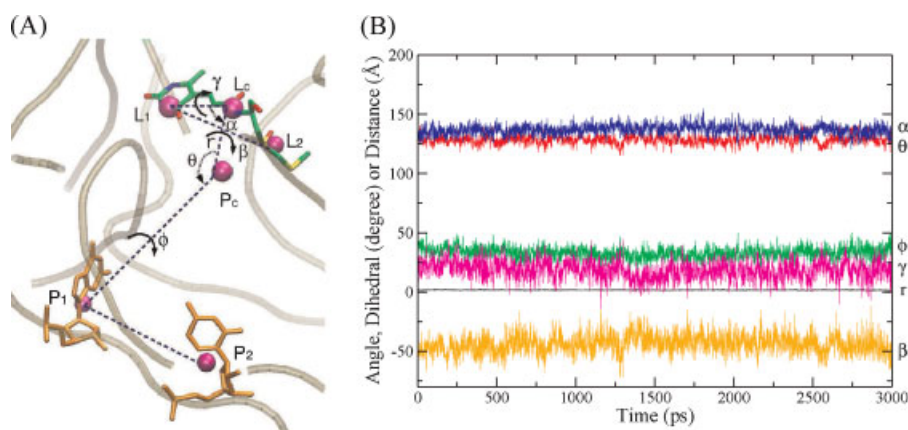 (A)
γ
L1
Lc
α
r
β
L2
θ
Pc
ϕ
P1
P2
(B)
Angle, Dihedral (degree) or Distance (Å)
200
150
100
50
0
-50
α
θ
ϕ
γ
r
β
0 500 1000 1500 2000 2500 3000
Time (ps)